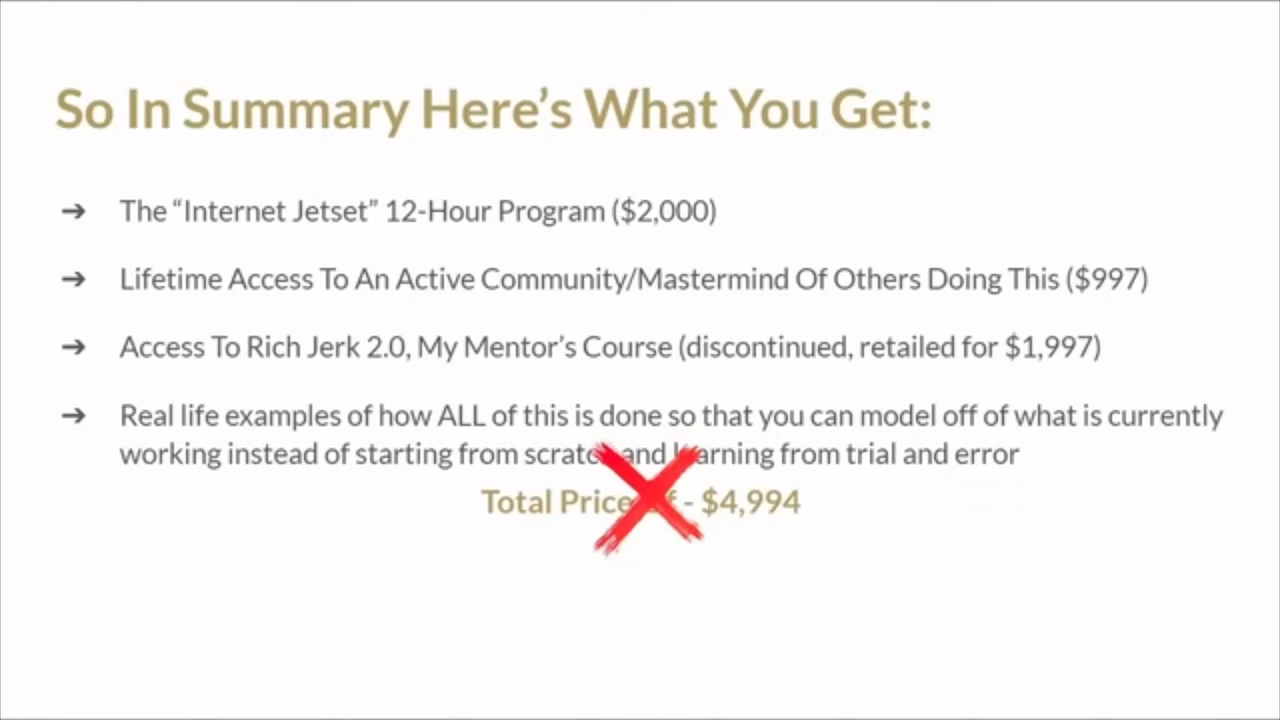 So In Summary Here's What You Get:
➔ The “Internet Jetset” 12-Hour Program ($2,000)
➔ Lifetime Access To An Active Community/Mastermind Of Others Doing This ($997)
➔ Access To Rich Jerk 2.0, My Mentor’s Course (discontinued, retailed for $1,997)
➔ Real life examples of how ALL of this is done so that you can model off of what is currently
working instead of starting from scratch and learning from trial and error
Total Price Of - $4,994